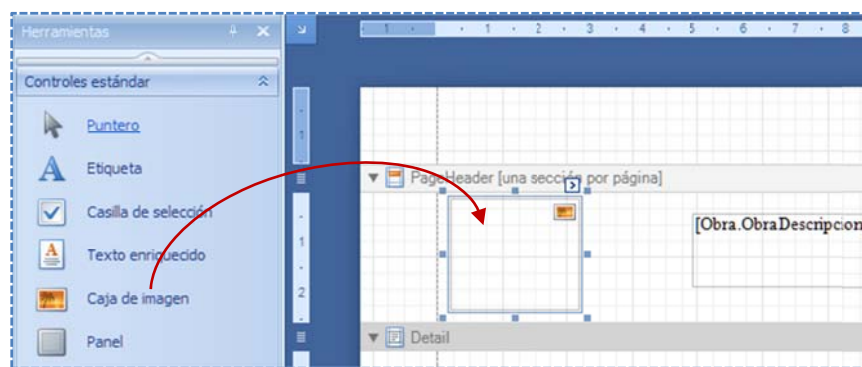 Herramientas
Controles estándar
Puntero
Etiqueta
Casilla de selección
Texto enriquecido
Caja de imagen
Panel
1 1 2 3 4 5 6 7 8
1
1
2
PageHeader [una sección por página]
[Obra.ObraDescripcion
Detail